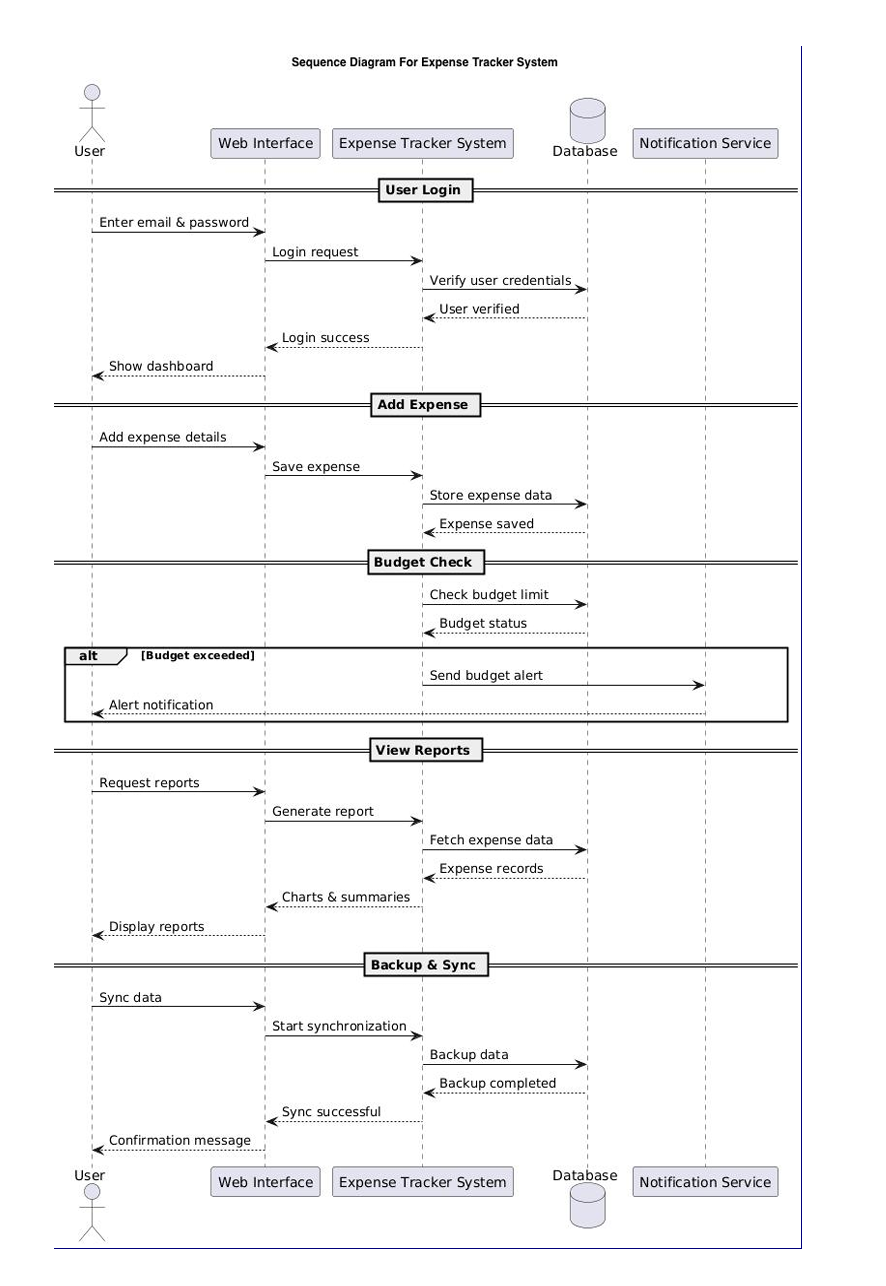 Sequence Diagram For Expense Tracker System
User
Web Interface
Expense Tracker System
Database
Notification Service
User Login
Enter email & password
Login request
Verify user credentials
User verified
Login success
Show dashboard
Add Expense
Add expense details
Save expense
Store expense data
Expense saved
Budget Check
Check budget limit
Budget status
alt [Budget exceeded]
Send budget alert
Alert notification
View Reports
Request reports
Generate report
Fetch expense data
Expense records
Charts & summaries
Display reports
Backup & Sync
Sync data
Start synchronization
Backup data
Backup completed
Sync successful
Confirmation message
User
Web Interface
Expense Tracker System
Database
Notification Service